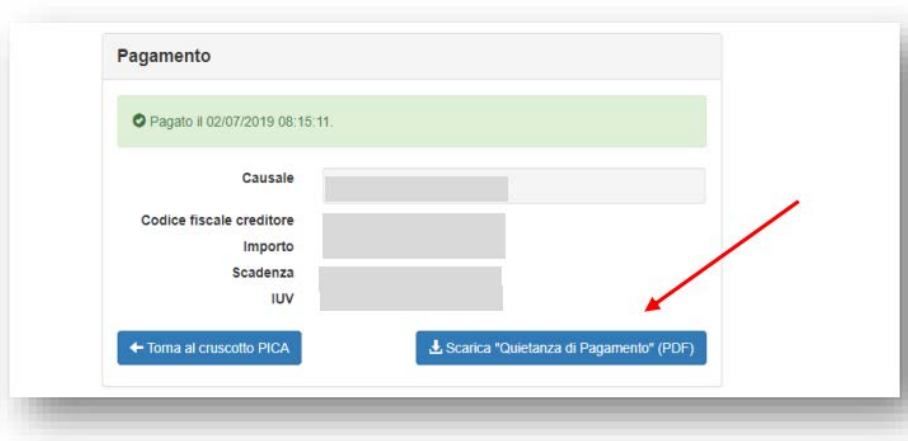 Pagamento
Pagato il 02/07/2019 08:15:11.
Causale
Codice fiscale creditore
Importo
Scadenza
IUV
Torna al cruscotto PICA
Scarica "Quietanza di Pagamento" (PDF)